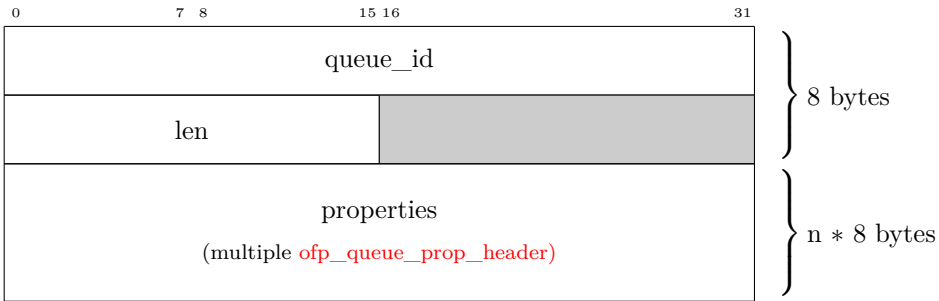 0 7 8 15 16 31
queue_id
8 bytes
len
properties
(multiple ofp_queue_prop_header)
n * 8 bytes